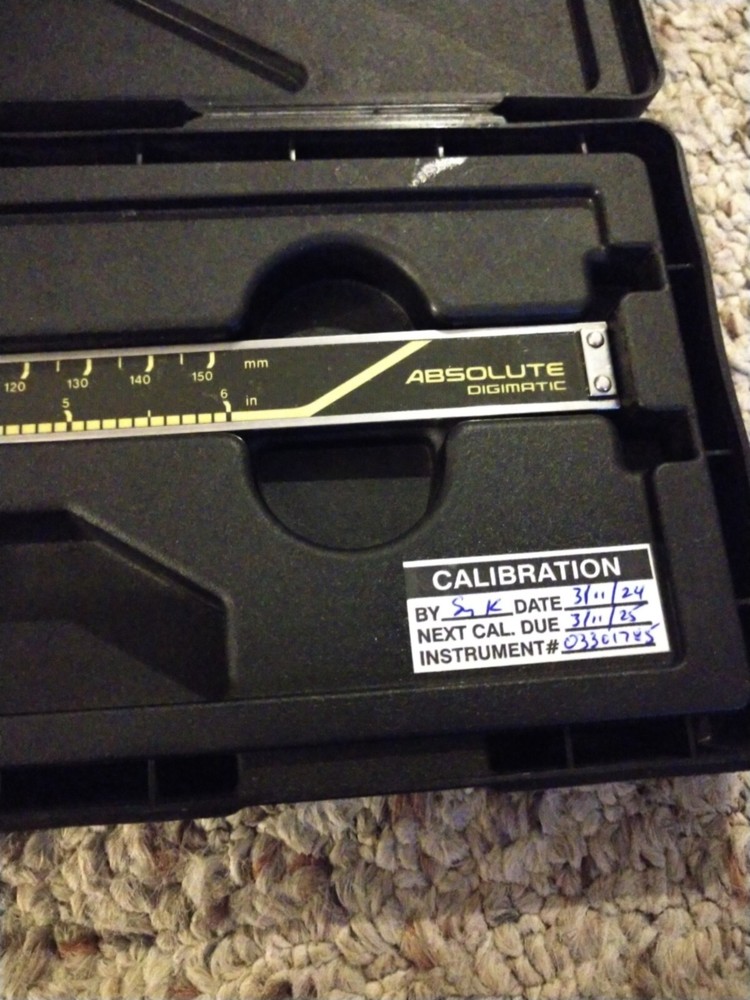 120 130 140 150 mm
5 6 in
ABSOLUTE
DIGIMATIC
CALIBRATION
BY K DATE 3/11/24
NEXT CAL. DUE 3/11/25
INSTRUMENT# 03301785